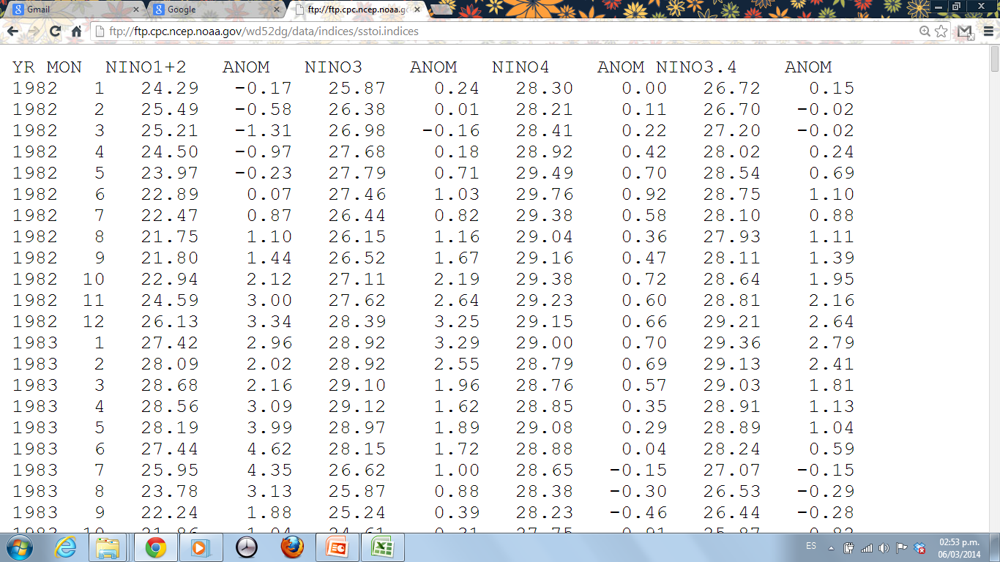 Gmail Google ftp://ftp.cpc.ncep.noaa.go
ftp://ftp.cpc.ncep.noaa.gov/wd52dg/data/indices/sstoi.indices
YR MON NINO1+2 ANOM NINO3 ANOM NINO4 ANOM NINO3.4 ANOM
1982 1 24.29 -0.17 25.87 0.24 28.30 0.00 26.72 0.15
1982 2 25.49 -0.58 26.38 0.01 28.21 0.11 26.70 -0.02
1982 3 25.21 -1.31 26.98 -0.16 28.41 0.22 27.20 -0.02
1982 4 24.50 -0.97 27.68 0.18 28.92 0.42 28.02 0.24
1982 5 23.97 -0.23 27.79 0.71 29.49 0.70 28.54 0.69
1982 6 22.89 0.07 27.46 1.03 29.76 0.92 28.75 1.10
1982 7 22.47 0.87 26.44 0.82 29.38 0.58 28.10 0.88
1982 8 21.75 1.10 26.15 1.16 29.04 0.36 27.93 1.11
1982 9 21.80 1.44 26.52 1.67 29.16 0.47 28.11 1.39
1982 10 22.94 2.12 27.11 2.19 29.38 0.72 28.64 1.95
1982 11 24.59 3.00 27.62 2.64 29.23 0.60 28.81 2.16
1982 12 26.13 3.34 28.39 3.25 29.15 0.66 29.21 2.64
1983 1 27.42 2.96 28.92 3.29 29.00 0.70 29.36 2.79
1983 2 28.09 2.02 28.92 2.55 28.79 0.69 29.13 2.41
1983 3 28.68 2.16 29.10 1.96 28.76 0.57 29.03 1.81
1983 4 28.56 3.09 29.12 1.62 28.85 0.35 28.91 1.13
1983 5 28.19 3.99 28.97 1.89 29.08 0.29 28.89 1.04
1983 6 27.44 4.62 28.15 1.72 28.88 0.04 28.24 0.59
1983 7 25.95 4.35 26.62 1.00 28.65 -0.15 27.07 -0.15
1983 8 23.78 3.13 25.87 0.88 28.38 -0.30 26.53 -0.29
1983 9 22.24 1.88 25.24 0.39 28.23 -0.46 26.44 -0.28
1983 10 21.86 1.04 24.61
ES 02:53 p.m.
06/03/2014